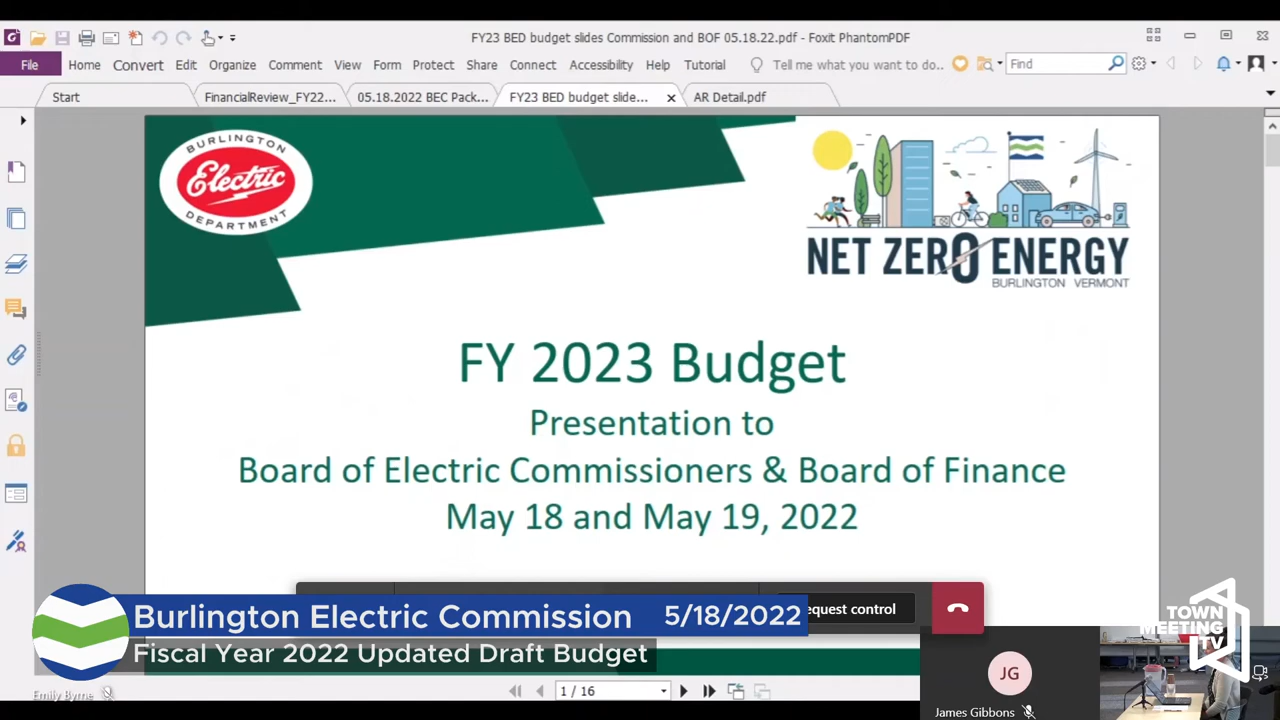 FY23 BED budget slides Commission and BOF 05.18.22.pdf - Foxit PhantomPDF
File Home Convert Edit Organize Comment View Form Protect Share Connect Accessibility Help Tutorial Tell me what you want to do.. Find
Start FinancialReview_FY22... 05.18.2022 BEC Pack... FY23 BED budget slide... AR Detail.pdf
BURLINGTON
Electric
DEPARTMENT
NET ZERO ENERGY
BURLINGTON VERMONT
FY 2023 Budget
Presentation to
Board of Electric Commissioners & Board of Finance
May 18 and May 19, 2022
equest control
Burlington Electric Commission 5/18/2022
Fiscal Year 2022 Updated Draft Budget
TOWN
MEETING
TV
JG
Emily Byrne
1 / 16
James Gibbons